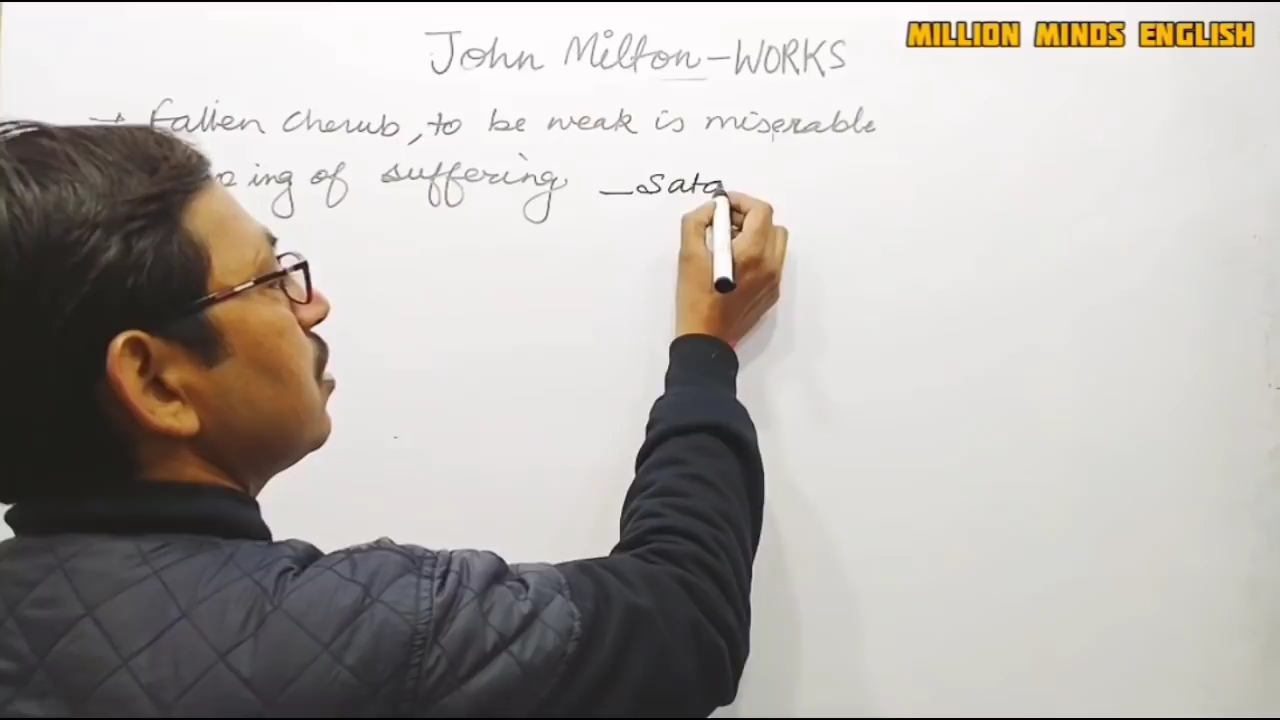 MILLION MINDS ENGLISH
John Milton-WORKS
→ Fallen Cherub, to be weak is miserable
ing of suffering _Sata